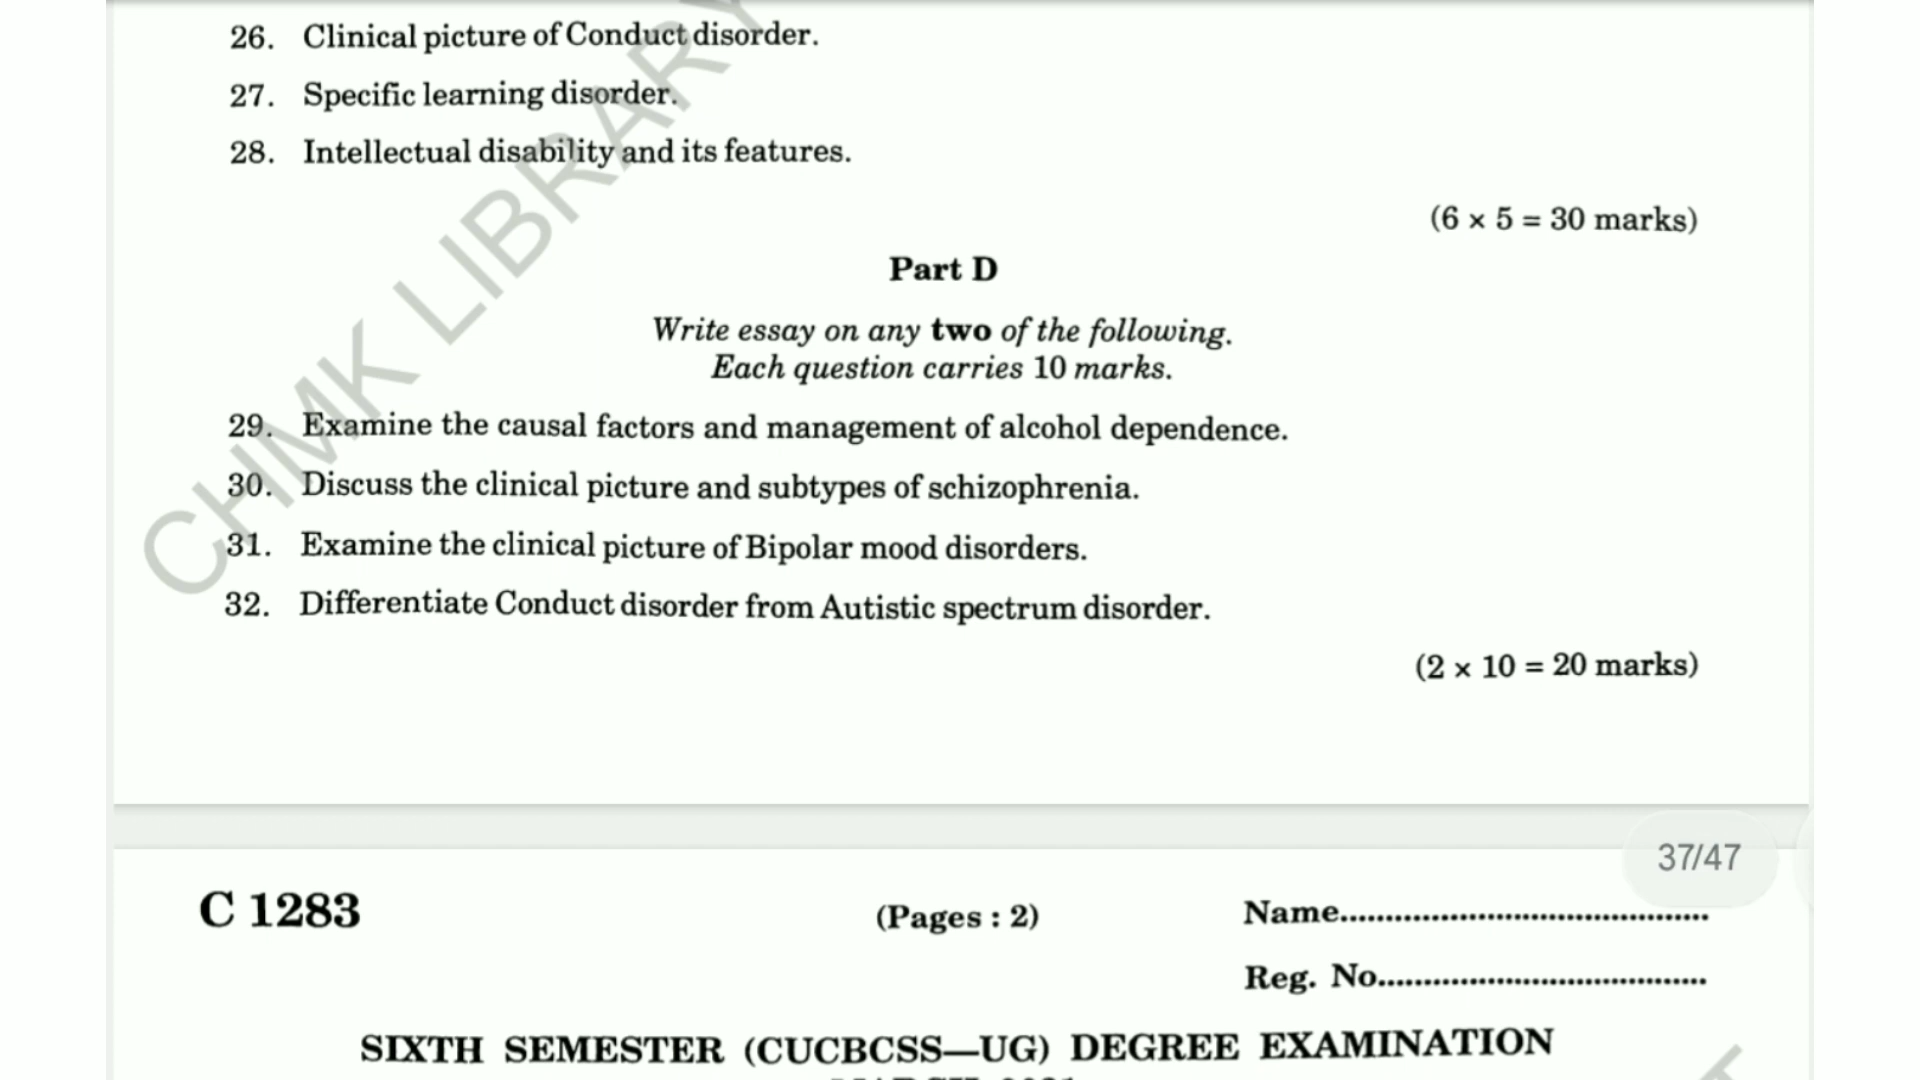 26. Clinical picture of Conduct disorder.
27. Specific learning disorder.
28. Intellectual disability and its features.
(6 × 5 = 30 marks)
Part D
Write essay on any two of the following.
Each question carries 10 marks.
29. Examine the causal factors and management of alcohol dependence.
30. Discuss the clinical picture and subtypes of schizophrenia.
31. Examine the clinical picture of Bipolar mood disorders.
32. Differentiate Conduct disorder from Autistic spectrum disorder.
(2 × 10 = 20 marks)
CHMK LIBRARY
37/47
C 1283 (Pages : 2) Name........................................
Reg. No....................................
SIXTH SEMESTER (CUCBCSS—UG) DEGREE EXAMINATION